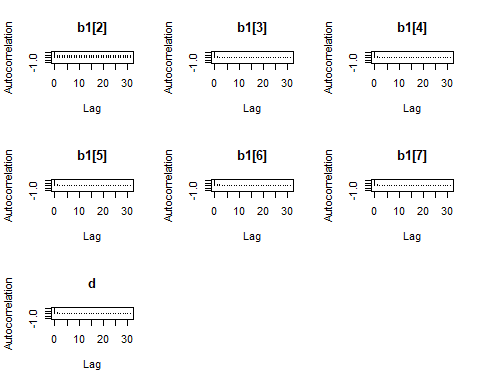 b1[2] b1[3] b1[4]
Autocorrelation Autocorrelation Autocorrelation
-1.0 -1.0 -1.0
0 10 20 30 0 10 20 30 0 10 20 30
Lag Lag Lag
b1[5] b1[6] b1[7]
Autocorrelation Autocorrelation Autocorrelation
-1.0 -1.0 -1.0
0 10 20 30 0 10 20 30 0 10 20 30
Lag Lag Lag
d
Autocorrelation
-1.0
0 10 20 30
Lag